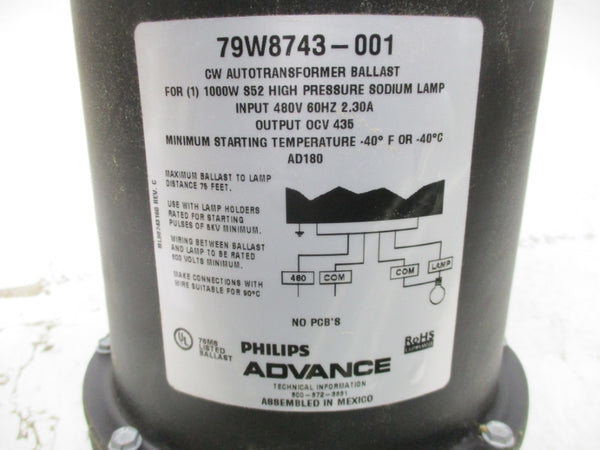 79W8743-001
CW AUTOTRANSFORMER BALLAST
FOR (1) 1000W S52 HIGH PRESSURE SODIUM LAMP
INPUT 480V 60HZ 2.30A
OUTPUT OCV 435
MINIMUM STARTING TEMPERATURE -40° F OR -40°C
AD180
MAXIMUM BALLAST TO LAMP
DISTANCE 75 FEET.
USE WITH LAMP HOLDERS
RATED FOR STARTING
PULSES OF 5KV MINIMUM.
WIRING BETWEEN BALLAST
AND LAMP TO BE RATED
600 VOLTS MINIMUM.
MAKE CONNECTIONS WITH
WIRE SUITABLE FOR 90°C
REV. C
480
COM
COM
LAMP
NO PCB'S
UL
76M6
LISTED
BALLAST
PHILIPS
ADVANCE
RoHS
TECHNICAL INFORMATION
ASSEMBLED IN MEXICO